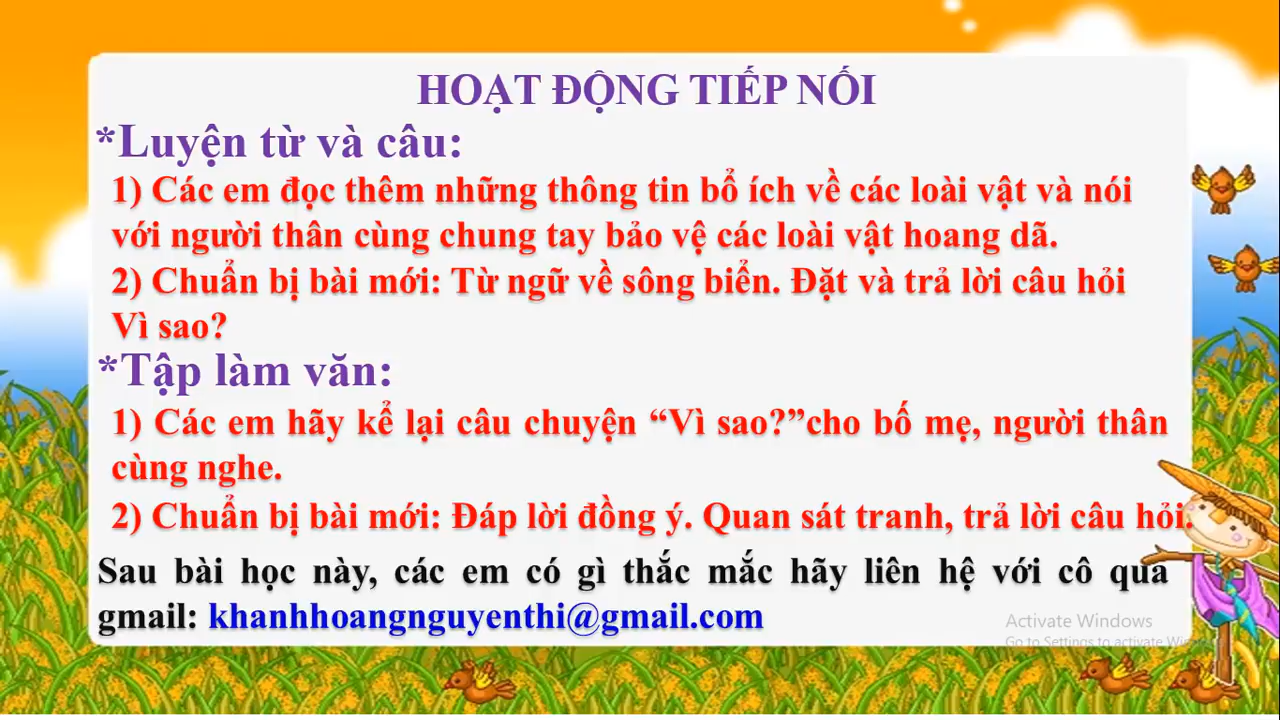 HOẠT ĐỘNG TIẾP NỐI
*Luyện từ và câu:
1) Các em đọc thêm những thông tin bổ ích về các loài vật và nói
với người thân cùng chung tay bảo vệ các loài vật hoang dã.
2) Chuẩn bị bài mới: Từ ngữ về sông biển. Đặt và trả lời câu hỏi
Vì sao?
*Tập làm văn:
1) Các em hãy kể lại câu chuyện “Vì sao?”cho bố mẹ, người thân
cùng nghe.
2) Chuẩn bị bài mới: Đáp lời đồng ý. Quan sát tranh, trả lời câu hỏi.
Sau bài học này, các em có gì thắc mắc hãy liên hệ với cô qua
gmail: khanhhoangnguyenthi@gmail.com
Activate Windows
Go to Settings to activate